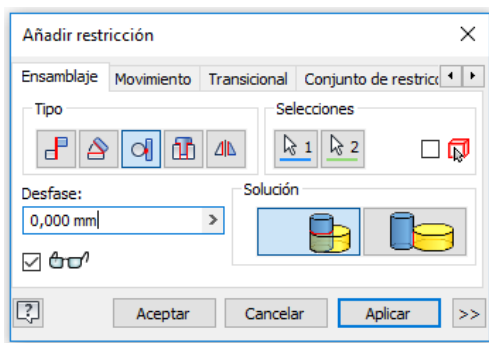 Añadir restricción
Ensamblaje Movimiento Transicional Conjunto de restricc
Tipo
Selecciones
1 2
Desfase:
0,000 mm
Solución
Aceptar Cancelar Aplicar >>